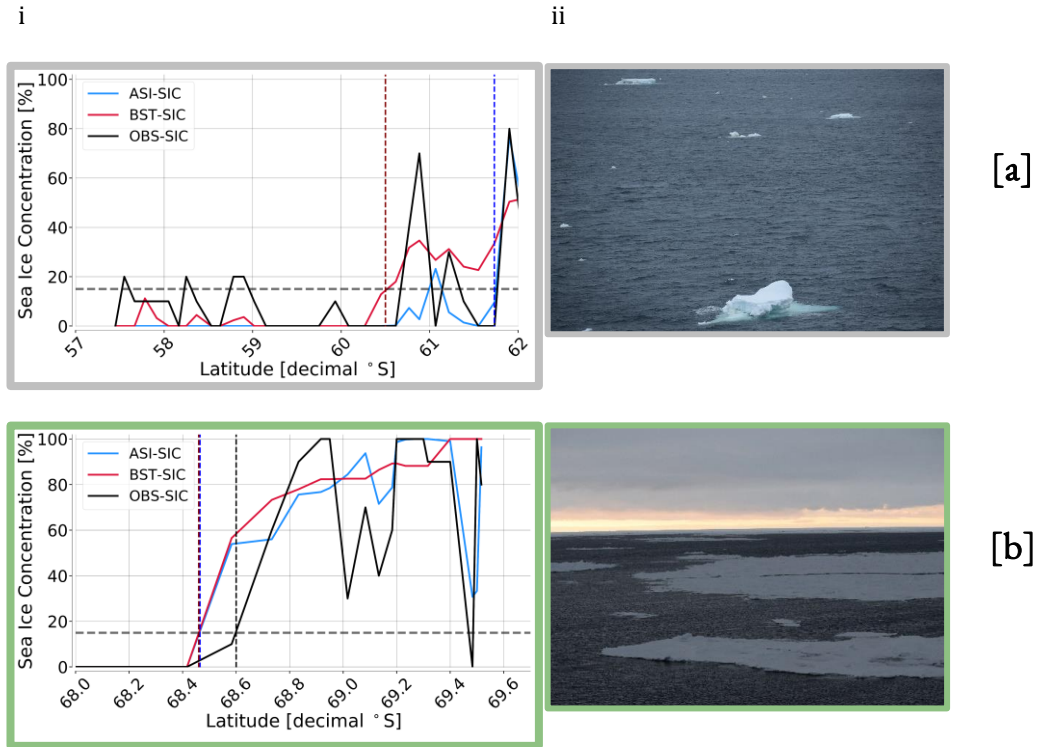 i
ii
Sea Ice Concentration [%]
100
80
60
40
20
0
ASI-SIC
BST-SIC
OBS-SIC
57
58
59
60
61
62
Latitude [decimal °S]
[a]
Sea Ice Concentration [%]
100
80
60
40
20
0
ASI-SIC
BST-SIC
OBS-SIC
68.0
68.2
68.4
68.6
68.8
69.0
69.2
69.4
69.6
Latitude [decimal °S]
[b]